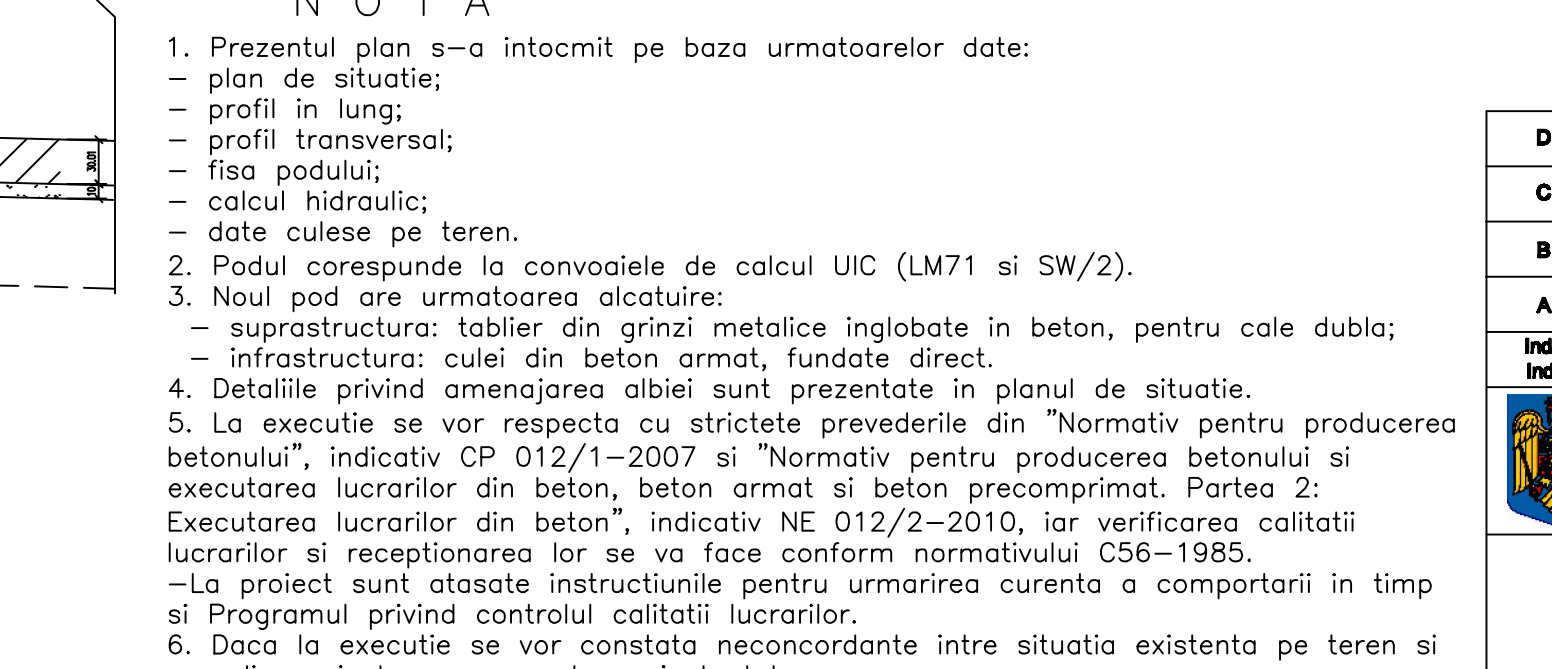 N O T A
1. Prezentul plan s-a intocmit pe baza urmatoarelor date:
- plan de situatie;
- profil in lung;
- profil transversal;
- fisa podului;
- calcul hidraulic;
- date culese pe teren.
2. Podul corespunde la convoaiele de calcul UIC (LM71 si SW/2).
3. Noul pod are urmatoarea alcatuire:
- suprastructura: tablier din grinzi metalice inglobate in beton, pentru cale dubla;
- infrastructura: culei din beton armat, fundate direct.
4. Detaliile privind amenajarea albiei sunt prezentate in planul de situatie.
5. La executie se vor respecta cu strictete prevederile din ”Normativ pentru producerea
betonului”, indicativ CP 012/1-2007 si ”Normativ pentru producerea betonului si
executarea lucrarilor din beton, beton armat si beton precomprimat. Partea 2:
Executarea lucrarilor din beton”, indicativ NE 012/2-2010, iar verificarea calitatii
lucrarilor si receptionarea lor se va face conform normativului C56-1985.
-La proiect sunt atasate instructiunile pentru urmarirea curenta a comportarii in timp
si Programul privind controlul calitatii lucrarilor.
6. Daca la executie se vor constata neconcordante intre situatia existenta pe teren si
30.01
10
D
C
B
A
Ind
Ind